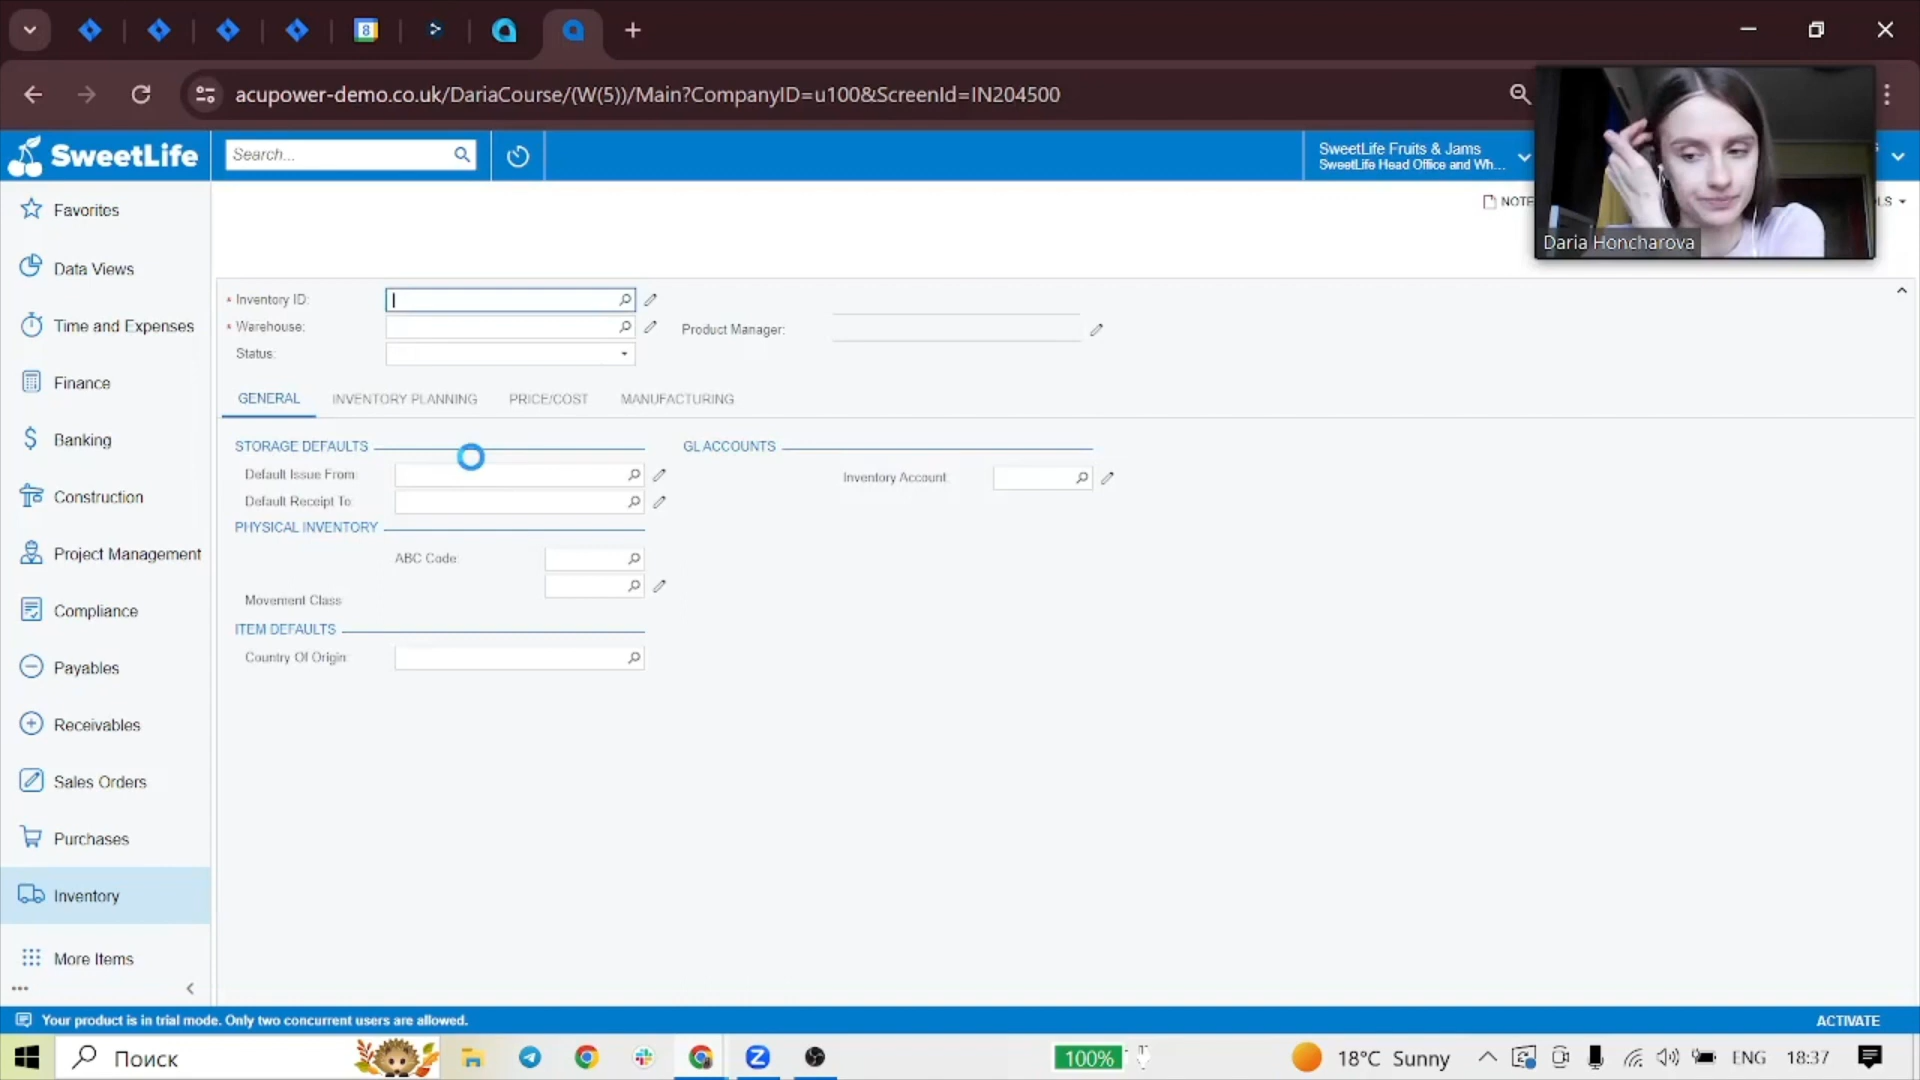 8
acupower-demo.co.uk/DariaCourse/(W(5))/Main?CompanyID=u100&ScreenId=IN204500
SweetLife
Search...
SweetLife Fruits & Jams
SweetLife Head Office and Wh...
Daria Honcharova
Favorites
Data Views
Time and Expenses
Finance
Banking
Construction
Project Management
Compliance
Payables
Receivables
Sales Orders
Purchases
Inventory
More Items
NOTE
LS
* Inventory ID:
* Warehouse:
Product Manager:
Status:
GENERAL INVENTORY PLANNING PRICE/COST MANUFACTURING
STORAGE DEFAULTS
GL ACCOUNTS
Default Issue From:
Inventory Account:
Default Receipt To:
PHYSICAL INVENTORY
ABC Code:
Movement Class
ITEM DEFAULTS
Country Of Origin:
Your product is in trial mode. Only two concurrent users are allowed.
ACTIVATE
Поиск
100%
18°C Sunny
ENG
18:37